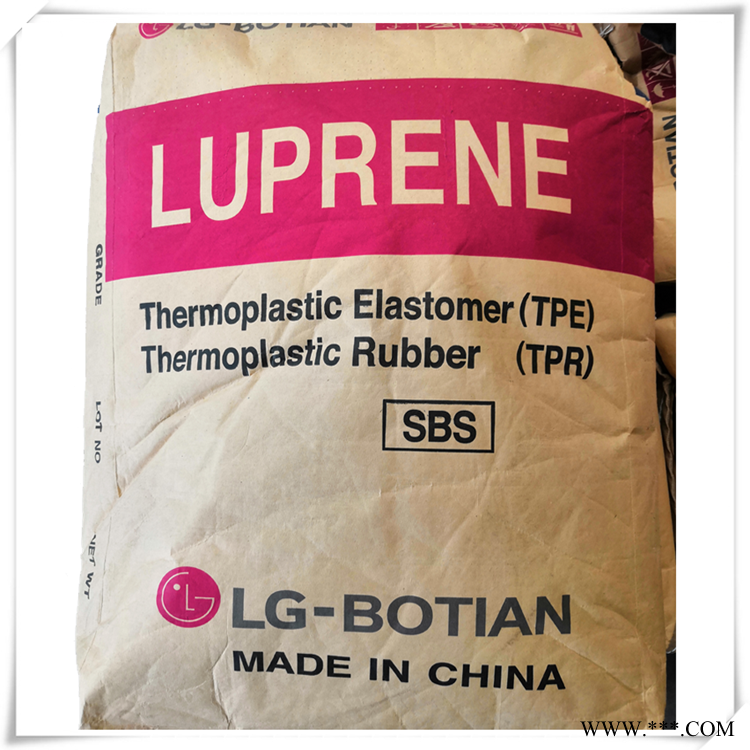 LG-BOTIAN
LUPRENE
Thermoplastic Elastomer (TPE)
Thermoplastic Rubber (TPR)
SBS
GRADE
LOT NO
NET WT
LG LG-BOTIAN
MADE IN CHINA
OTIAN
WWW.***.COM